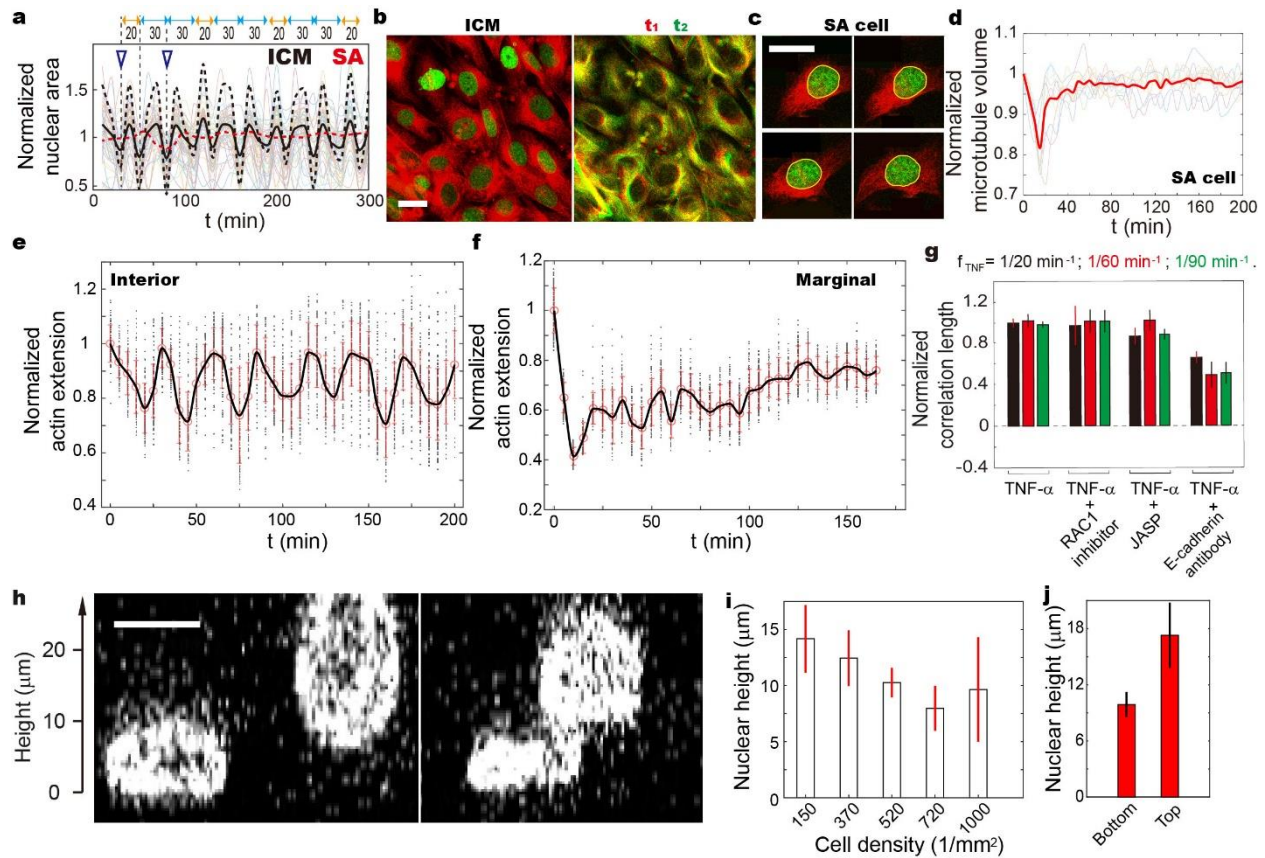 a
20 30 30 20 30 30 20 30 30 20
ICM SA
Normalized
nuclear area
1.5
1
0.5
0 100 200 300
t (min)
b
ICM t₁ t₂
c
SA cell
d
Normalized
microtubule volume
1.1
1
0.9
0.8
0.7
0 40 80 120 160 200
t (min)
SA cell
e
Interior
Normalized
actin extension
1.2
1
0.8
0.6
0.4
0 50 100 150 200
t (min)
f
Marginal
Normalized
actin extension
1.2
1
0.8
0.6
0.4
0 50 100 150
t (min)
g
f TNF = 1/20 min⁻¹; 1/60 min⁻¹; 1/90 min⁻¹.
Normalized
correlation length
1.2
0.8
0.4
0
-0.4
TNF-α
TNF-α
+
RAC1
inhibitor
TNF-α
+
JASP
TNF-α
+
E-cadherin
antibody
h
Height (μm)
20
10
0
i
Nuclear height (μm)
15
10
5
0
150 370 520 720 1000
Cell density (1/mm²)
j
Nuclear height (μm)
18
12
6
0
Bottom Top